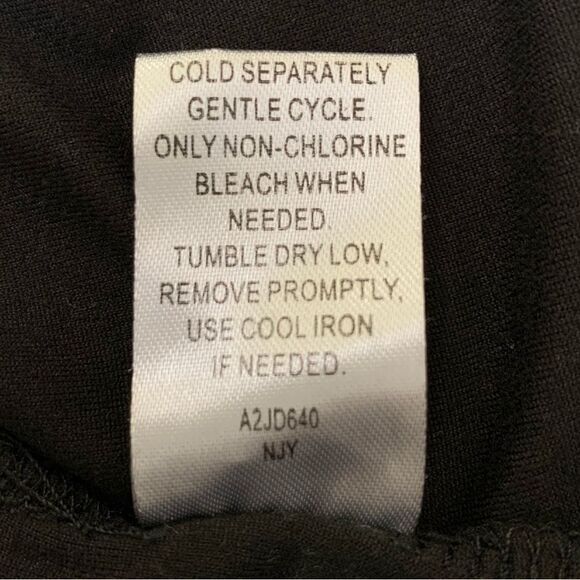 COLD SEPARATELY
GENTLE CYCLE.
ONLY NON-CHLORINE
BLEACH WHEN
NEEDED.
TUMBLE DRY LOW,
REMOVE PROMPTLY,
USE COOL IRON
IF NEEDED.
A2JD640
NJY